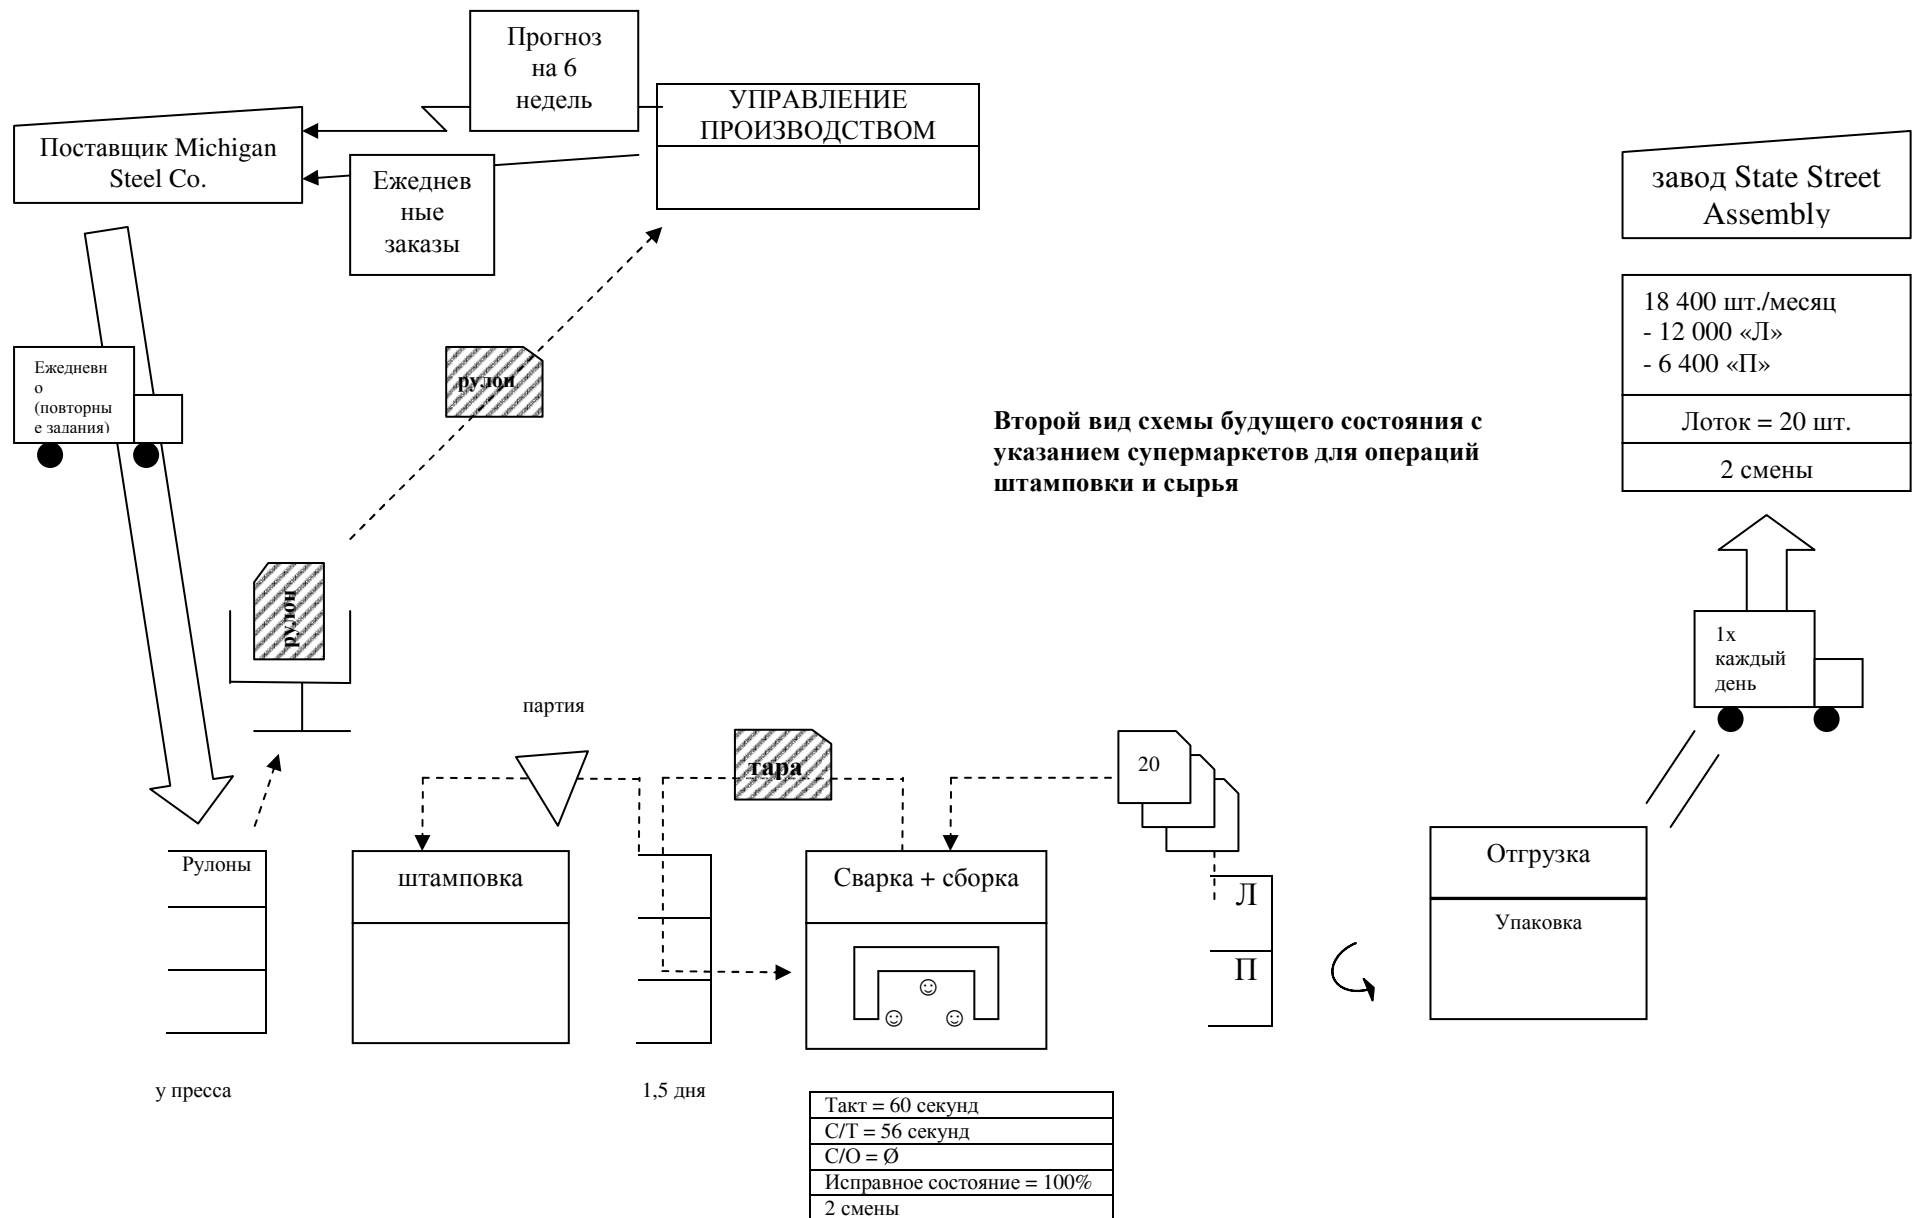 Прогноз
на 6
недель
УПРАВЛЕНИЕ
ПРОИЗВОДСТВОМ
Поставщик Michigan
Steel Co.
Ежеднев
ные
заказы
завод State Street
Assembly
18 400 шт./месяц
- 12 000 «Л»
- 6 400 «П»
Лоток = 20 шт.
2 смены
Ежедневн
о
(повторны
е задания)
рулон
Второй вид схемы будущего состояния с
указанием супермаркетов для операций
штамповки и сырья
рулон
1х
каждый
день
партия
тара
20
Рулоны
штамповка
Сварка + сборка
Л
П
Отгрузка
Упаковка
у пресса
1,5 дня
Такт = 60 секунд
С/Т = 56 секунд
С/О = Ø
Исправное состояние = 100%
2 смены